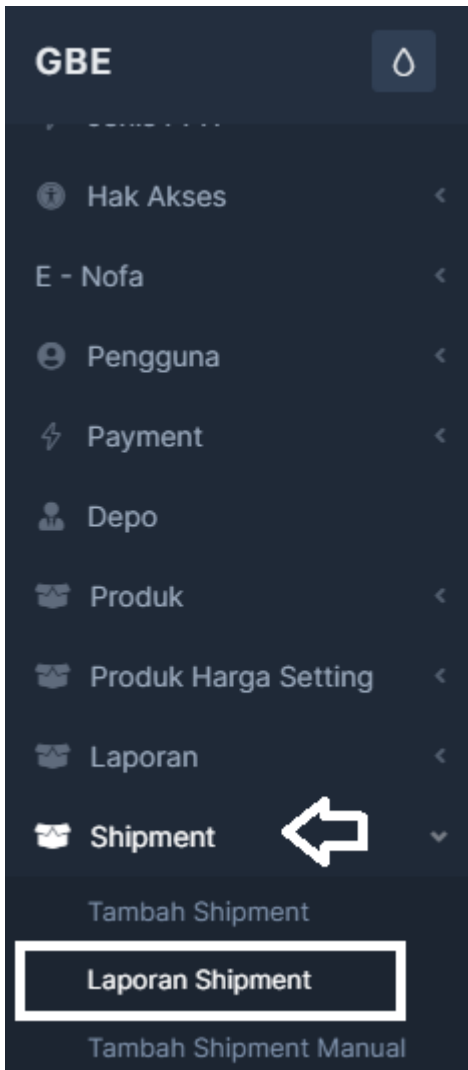 GBE
Hak Akses
E - Nofa
Pengguna
Payment
Depo
Produk
Produk Harga Setting
Laporan
Shipment
Tambah Shipment
Laporan Shipment
Tambah Shipment Manual